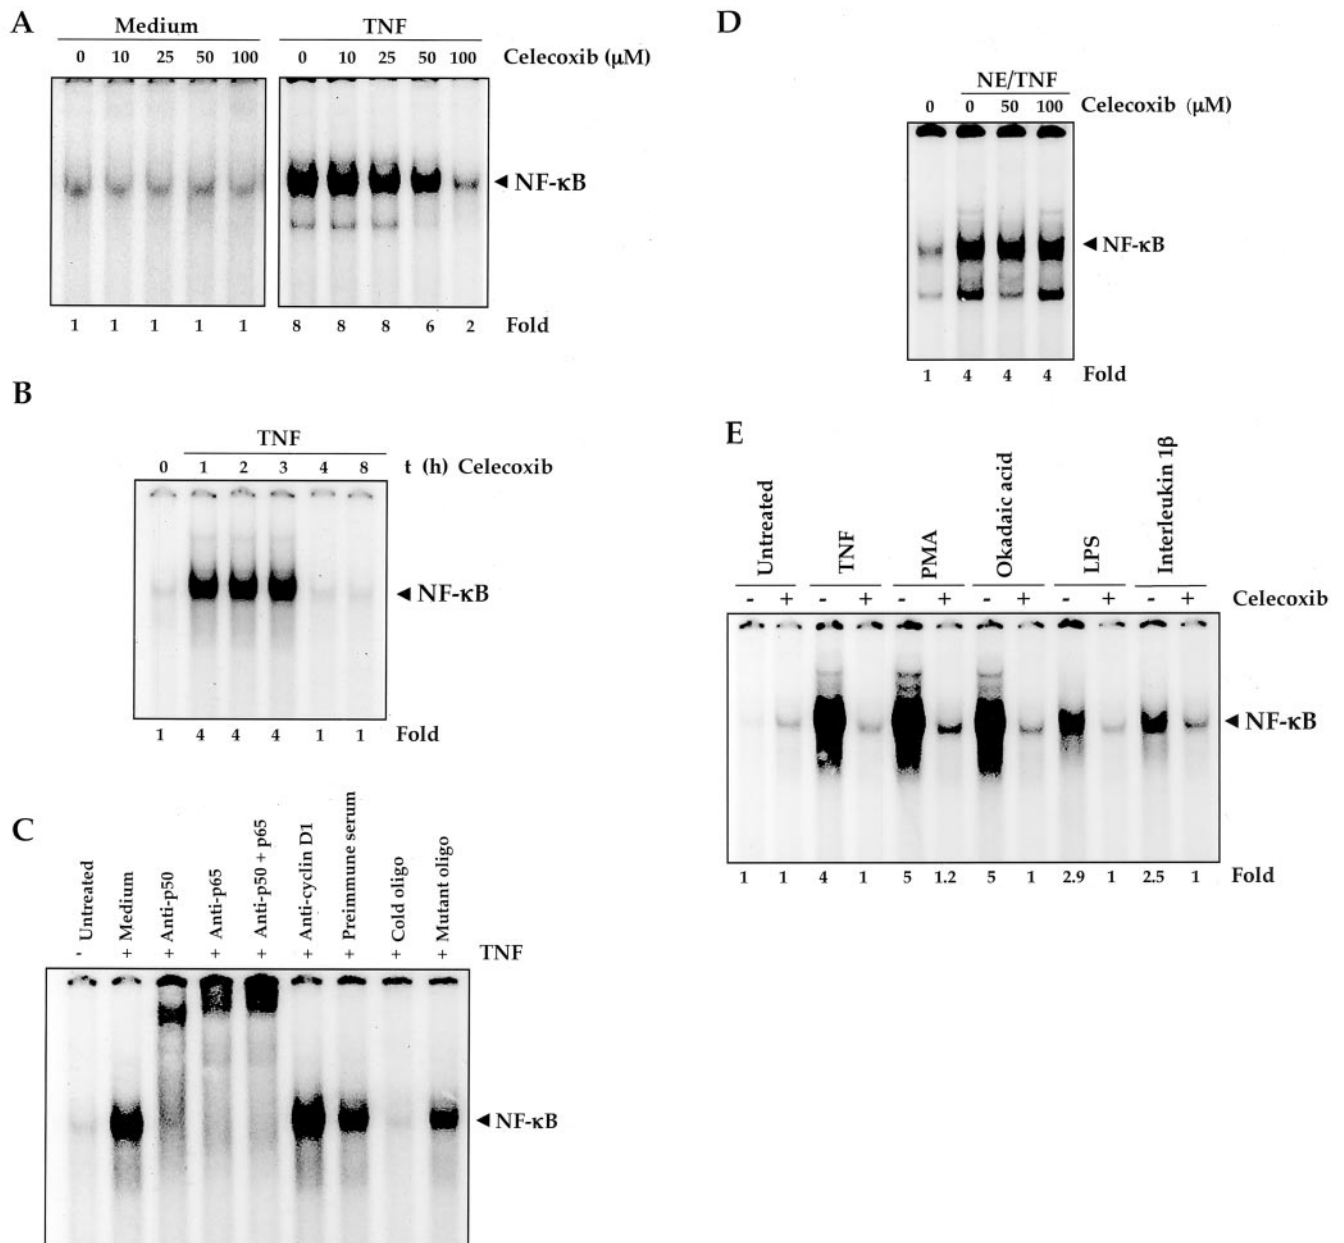 A
Medium TNF
0 10 25 50 100 0 10 25 50 100 Celecoxib (µM)
◄ NF-κB
1 1 1 1 1 8 8 8 6 2 Fold
B
TNF
0 1 2 3 4 8 t (h) Celecoxib
◄ NF-κB
1 4 4 4 1 1 Fold
C
Untreated
Medium
Anti-p50
Anti-p65
Anti-p50 + p65
Anti-cyclin D1
Preimmune serum
Cold oligo
Mutant oligo
- + + + + + + + + TNF
◄ NF-κB
D
NE/TNF
0 0 50 100 Celecoxib (µM)
◄ NF-κB
1 4 4 4 Fold
E
Untreated
TNF
PMA
Okadaic acid
LPS
Interleukin 1β
- + - + - + - + - + - + Celecoxib
◄ NF-κB
1 1 4 1 5 1.2 5 1 2.9 1 2.5 1 Fold